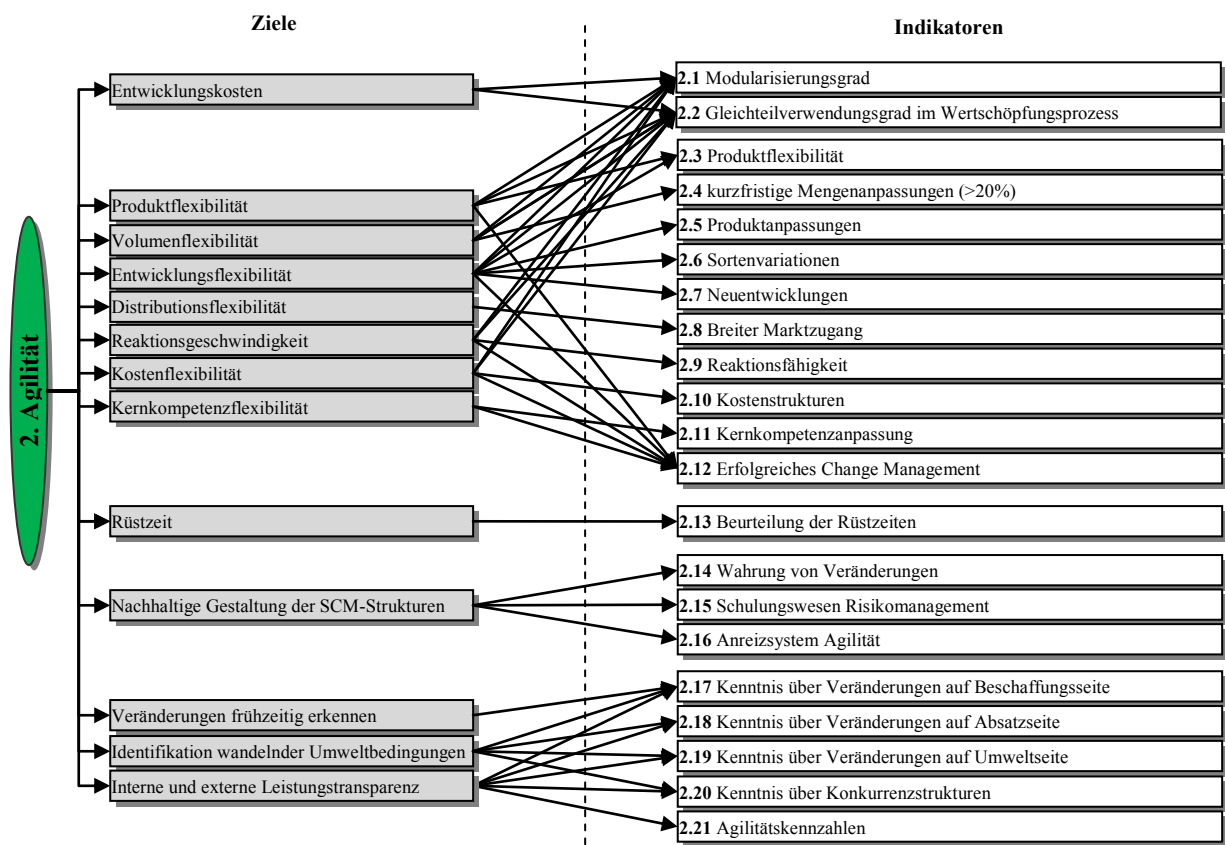 Ziele
Indikatoren
2. Agilität
Entwicklungskosten
Produktflexibilität
Volumenflexibilität
Entwicklungsflexibilität
Distributionsflexibilität
Reaktionsgeschwindigkeit
Kostenflexibilität
Kernkompetenzflexibilität
Rüstzeit
Nachhaltige Gestaltung der SCM-Strukturen
Veränderungen frühzeitig erkennen
Identifikation wandelnder Umweltbedingungen
Interne und externe Leistungstransparenz
2.1 Modularisierungsgrad
2.2 Gleichteilverwendungsgrad im Wertschöpfungsprozess
2.3 Produktflexibilität
2.4 kurzfristige Mengenanpassungen (>20%)
2.5 Produktanpassungen
2.6 Sortenvariationen
2.7 Neuentwicklungen
2.8 Breiter Marktzugang
2.9 Reaktionsfähigkeit
2.10 Kostenstrukturen
2.11 Kernkompetenzanpassung
2.12 Erfolgreiches Change Management
2.13 Beurteilung der Rüstzeiten
2.14 Wahrung von Veränderungen
2.15 Schulungswesen Risikomanagement
2.16 Anreizsystem Agilität
2.17 Kenntnis über Veränderungen auf Beschaffungsseite
2.18 Kenntnis über Veränderungen auf Absatzseite
2.19 Kenntnis über Veränderungen auf Umweltseite
2.20 Kenntnis über Konkurrenzstrukturen
2.21 Agilitätskennzahlen